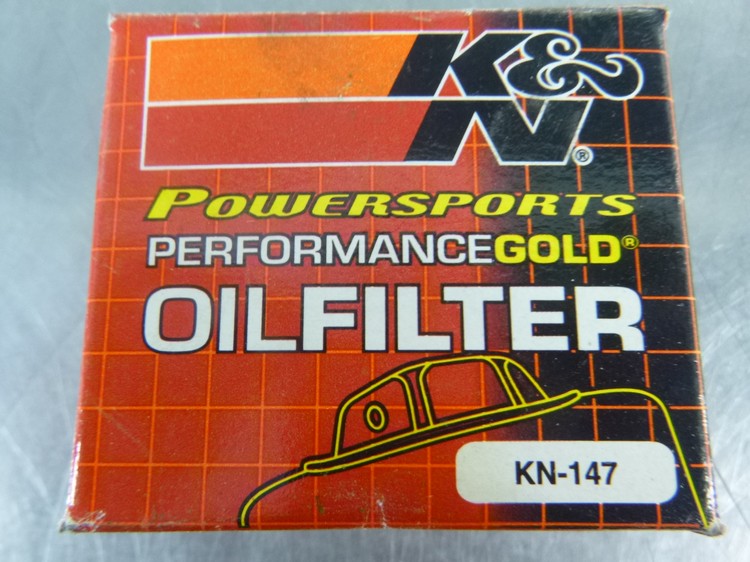 K&N®
POWERSPORTS
PERFORMANCEGOLD®
OILFILTER
KN-147